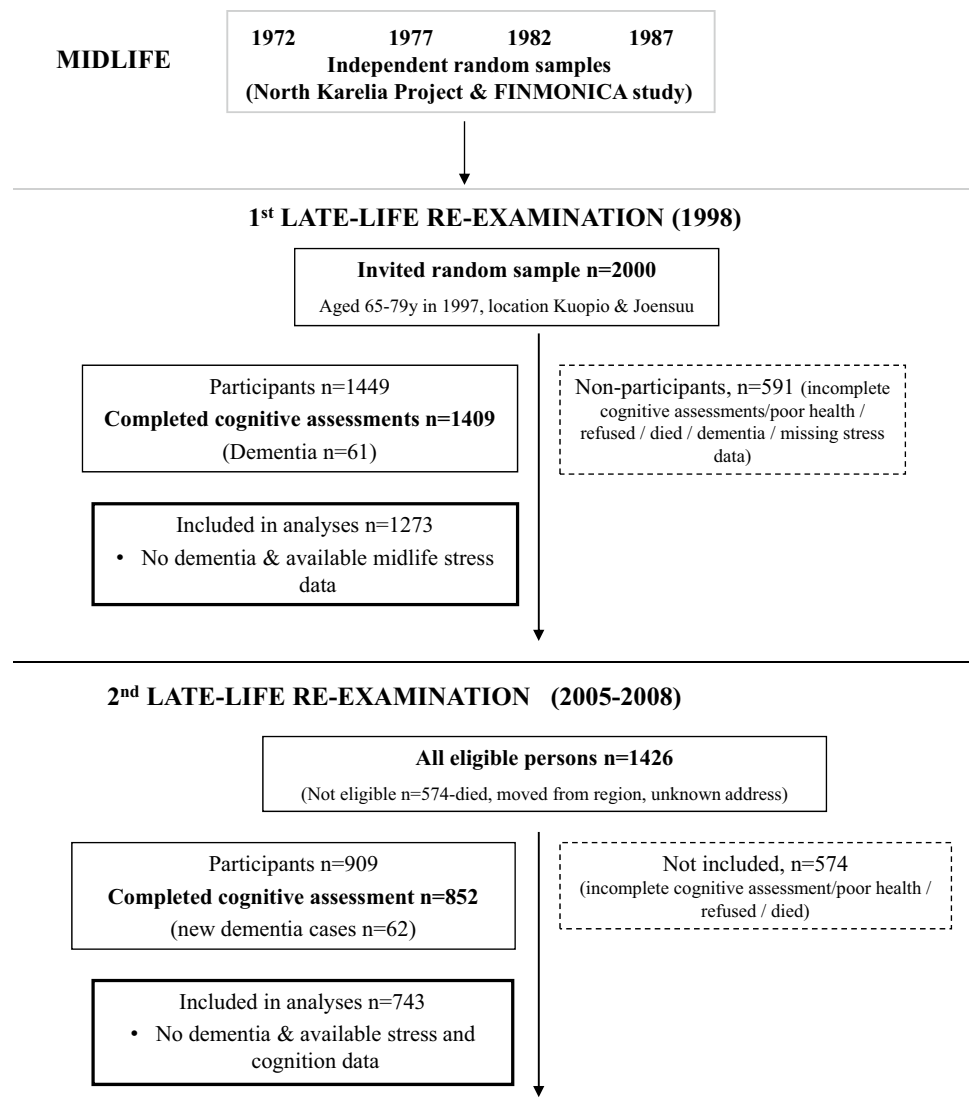 MIDLIFE
1972 1977 1982 1987
Independent random samples
(North Karelia Project & FINMONICA study)
1st LATE-LIFE RE-EXAMINATION (1998)
Invited random sample n=2000
Aged 65-79y in 1997, location Kuopio & Joensuu
Participants n=1449
Completed cognitive assessments n=1409
(Dementia n=61)
Non-participants, n=591 (incomplete
cognitive assessments/poor health /
refused / died / dementia / missing stress
data)
Included in analyses n=1273
• No dementia & available midlife stress
data
2nd LATE-LIFE RE-EXAMINATION (2005-2008)
All eligible persons n=1426
(Not eligible n=574-died, moved from region, unknown address)
Participants n=909
Completed cognitive assessment n=852
(new dementia cases n=62)
Not included, n=574
(incomplete cognitive assessment/poor health /
refused / died)
Included in analyses n=743
• No dementia & available stress and
cognition data